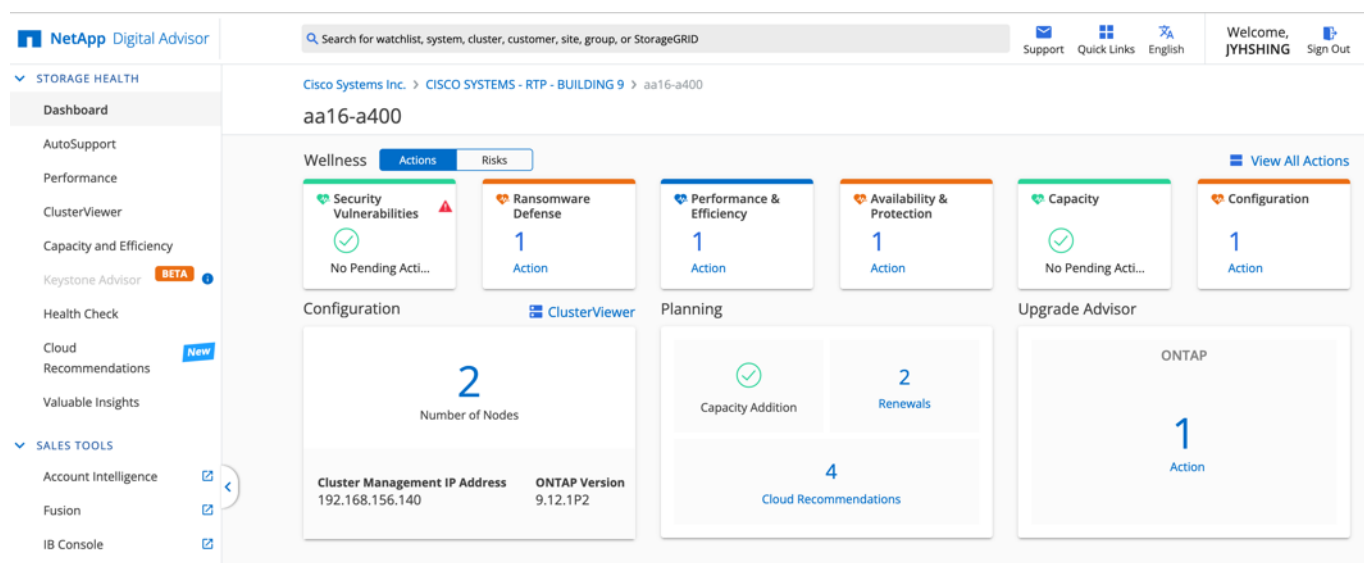 NetApp Digital Advisor
Search for watchlist, system, cluster, customer, site, group, or StorageGRID
Support
Quick Links
English
Welcome,
JYHSHING
Sign Out
STORAGE HEALTH
Dashboard
AutoSupport
Performance
ClusterViewer
Capacity and Efficiency
Keystone Advisor BETA
Health Check
Cloud
Recommendations
New
Valuable Insights
SALES TOOLS
Account Intelligence
Fusion
IB Console
Cisco Systems Inc. > CISCO SYSTEMS - RTP - BUILDING 9 > aa16-a400
aa16-a400
Wellness
Actions
Risks
View All Actions
Security
Vulnerabilities
No Pending Acti...
Ransomware
Defense
1
Action
Performance &
Efficiency
1
Action
Availability &
Protection
1
Action
Capacity
No Pending Acti...
Configuration
1
Action
Configuration
ClusterViewer
2
Number of Nodes
Cluster Management IP Address
192.168.156.140
ONTAP Version
9.12.1P2
Planning
Capacity Addition
2
Renewals
4
Cloud Recommendations
Upgrade Advisor
ONTAP
1
Action